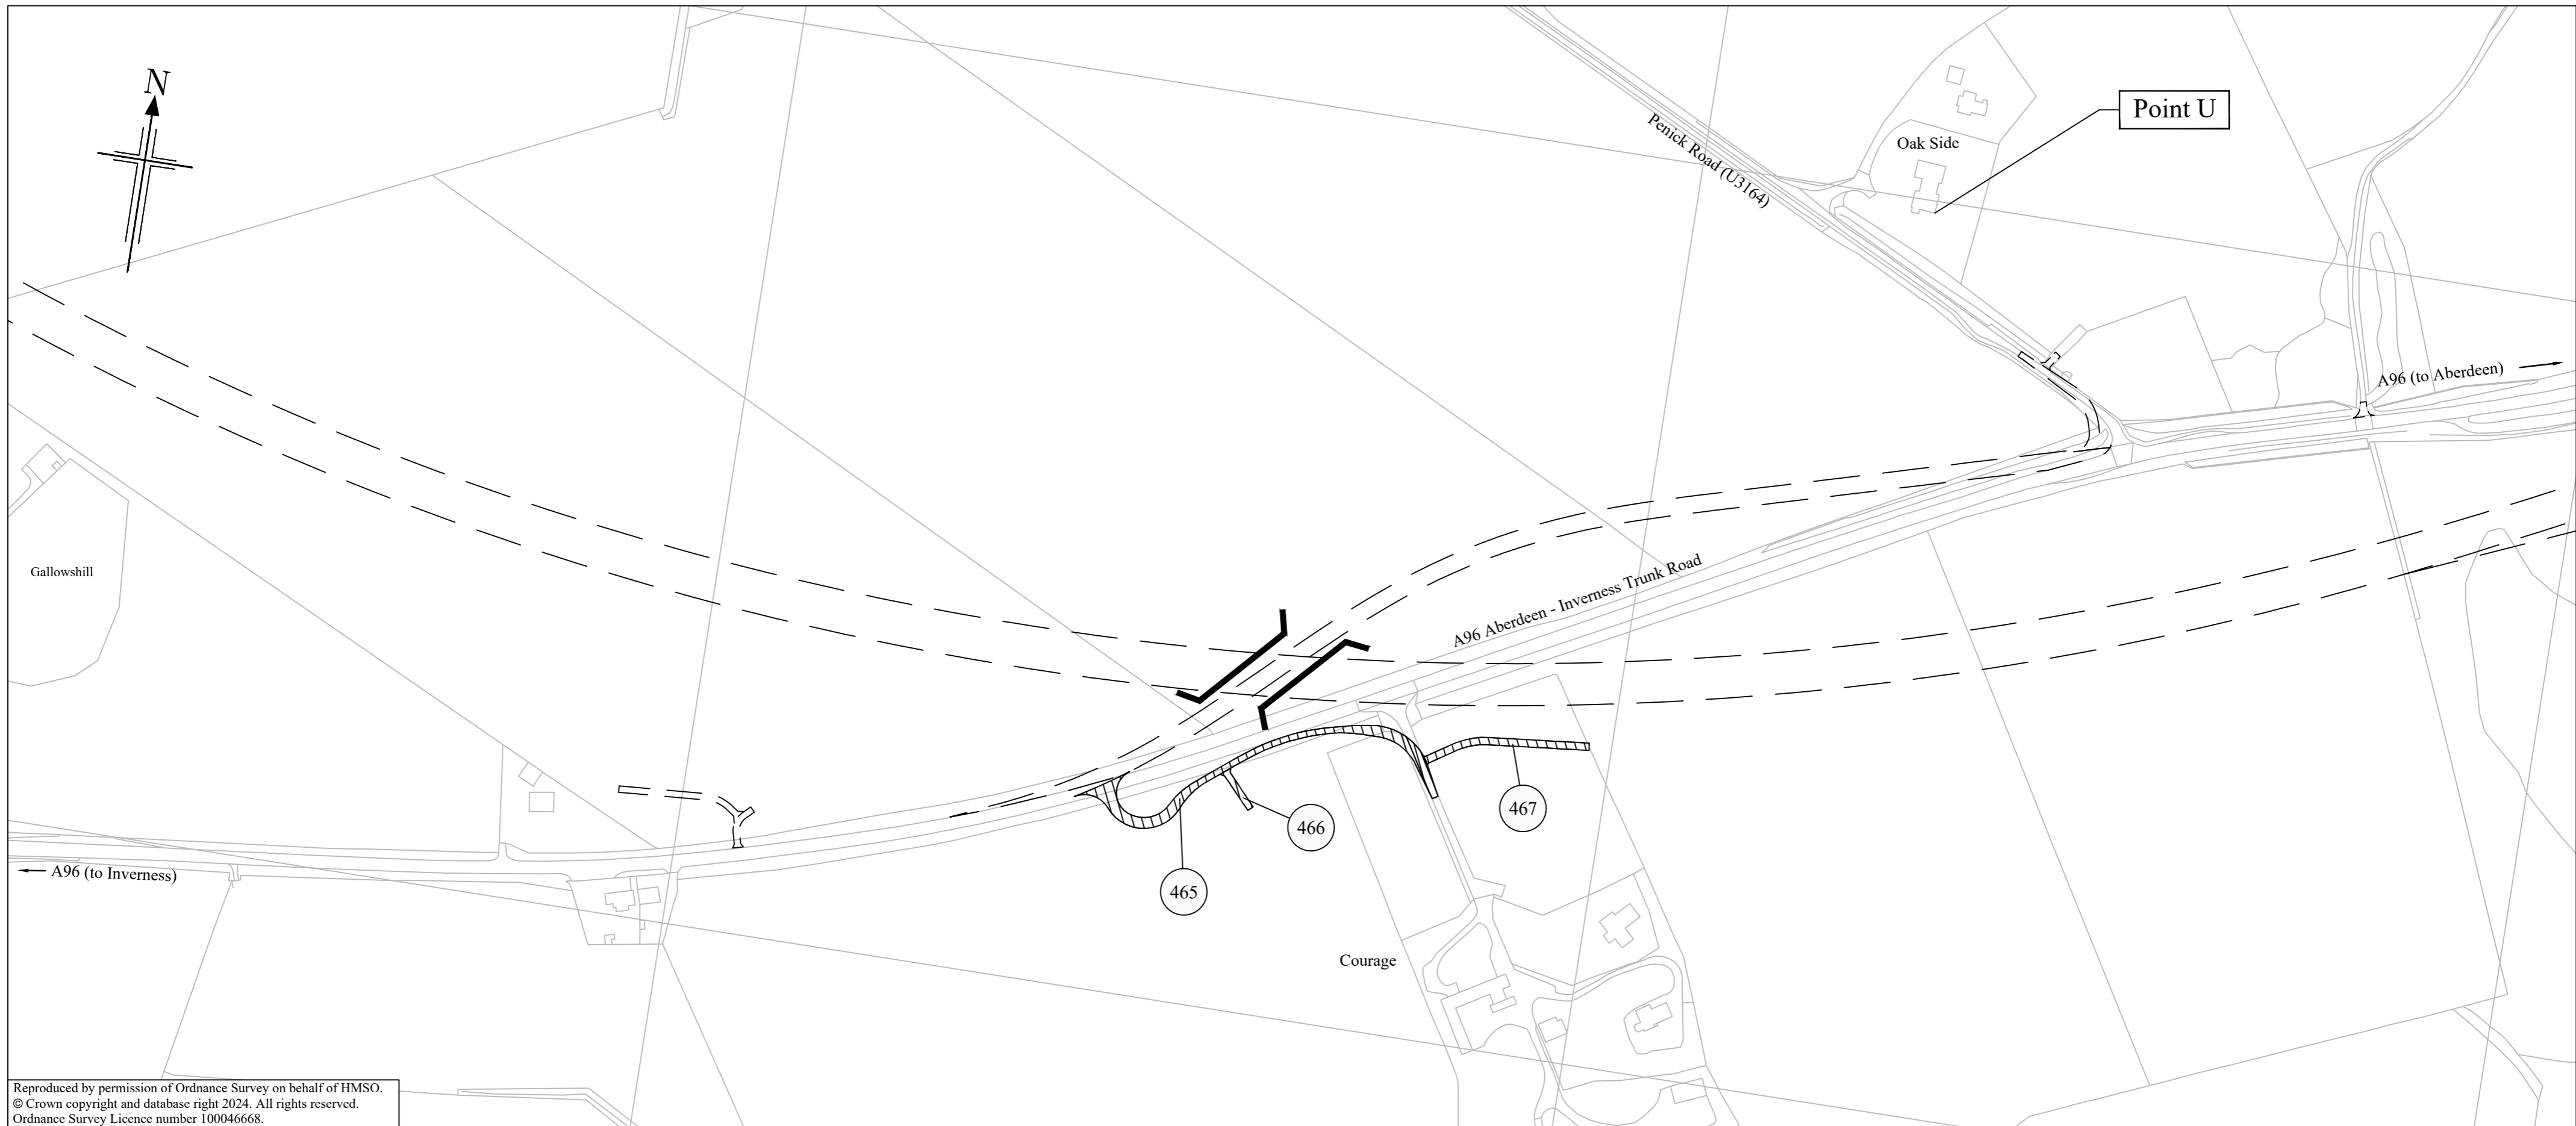 N
Point U
Oak Side
Penick Road (U3164)
A96 (to Aberdeen)
Gallowshill
A96 Aberdeen - Inverness Trunk Road
467
466
A96 (to Inverness)
465
Courage
Reproduced by permission of Ordnance Survey on behalf of HMSO.
© Crown copyright and database right 2024. All rights reserved.
Ordnance Survey Licence number 100046668.